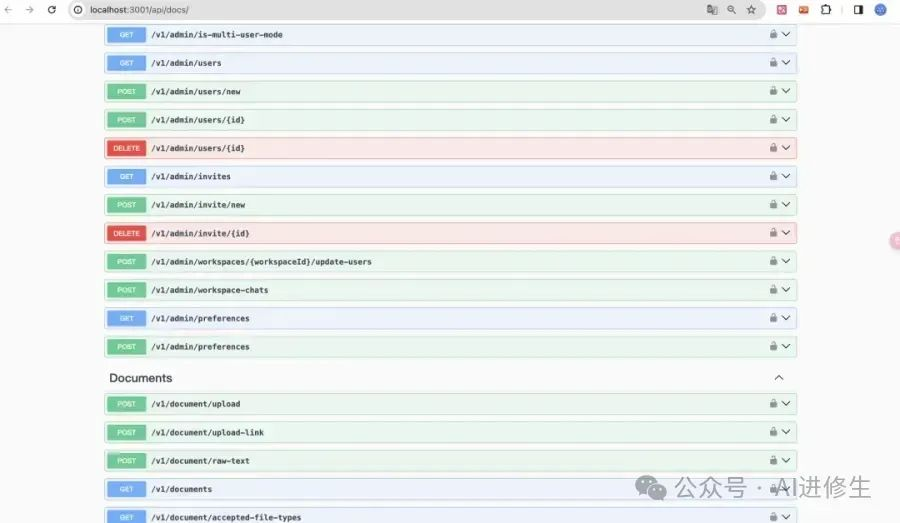 localhost:3001/api/docs/
GET /v1/admin/is-multi-user-mode
GET /v1/admin/users
POST /v1/admin/users/new
POST /v1/admin/users/{id}
DELETE /v1/admin/users/{id}
GET /v1/admin/invites
POST /v1/admin/invite/new
DELETE /v1/admin/invite/{id}
POST /v1/admin/workspaces/{workspaceId}/update-users
POST /v1/admin/workspace-chats
GET /v1/admin/preferences
POST /v1/admin/preferences
Documents
POST /v1/document/upload
POST /v1/document/upload-link
POST /v1/document/raw-text
GET /v1/documents
公众号 · AI进修生
GET /v1/document/accepted-file-types